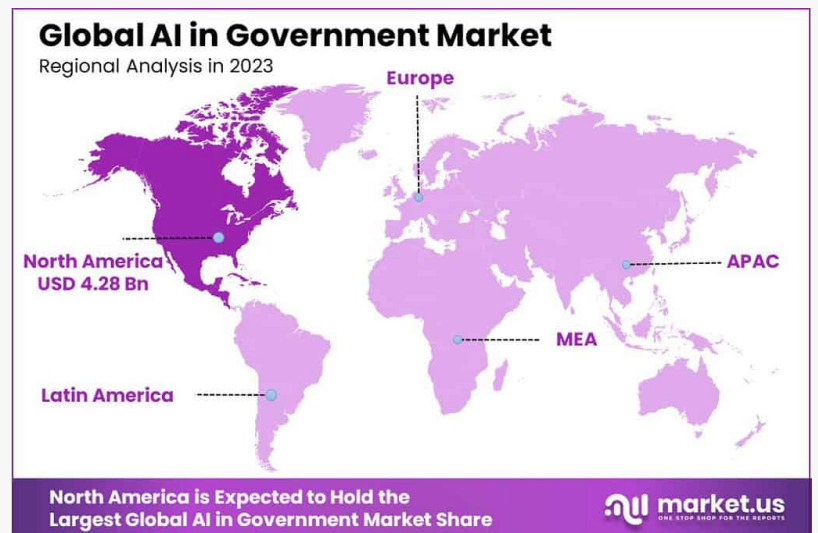 Global AI in Government Market
Regional Analysis in 2023
Europe
North America
USD 4.28 Bn
APAC
MEA
Latin America
North America is Expected to Hold the
Largest Global AI in Government Market Share
market.us
ONE STOP SHOP FOR THE REPORTS